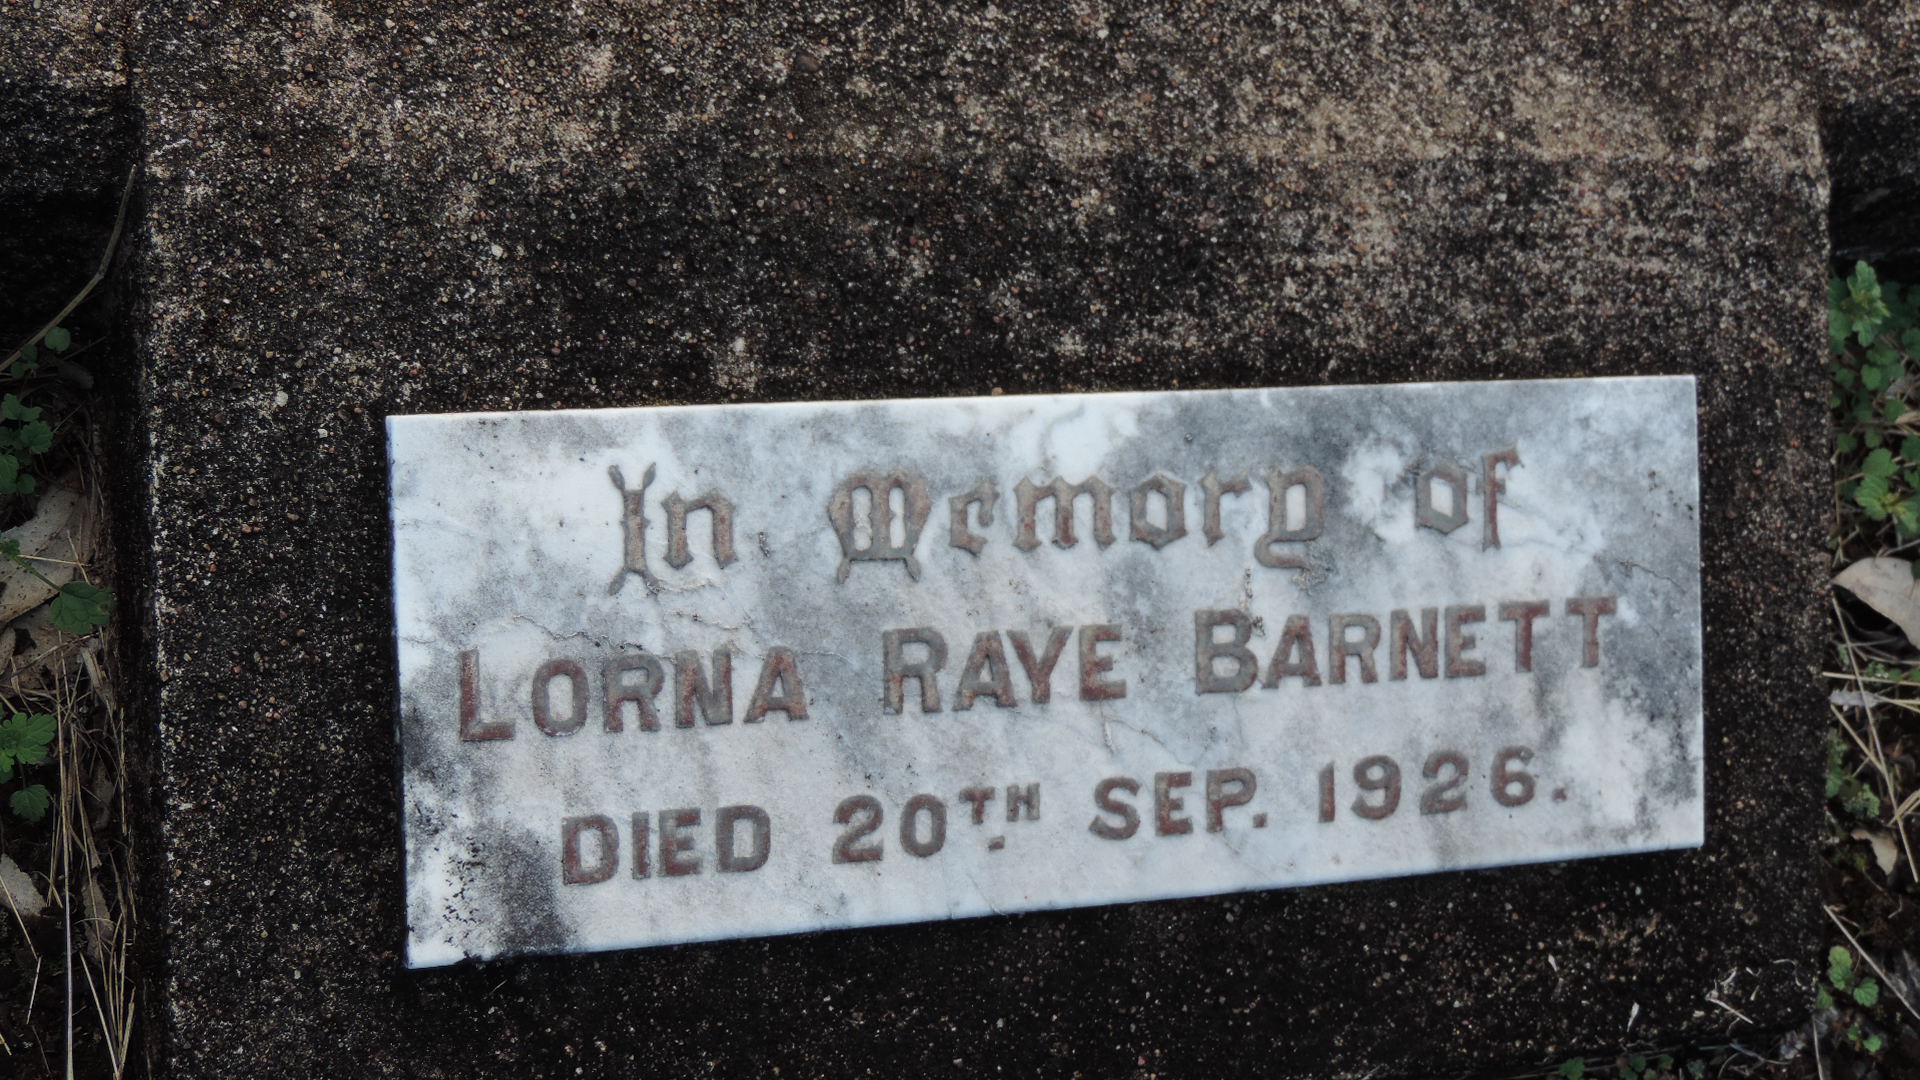 In Memory of
LORNA RAYE BARNETT
DIED 20TH SEP. 1926.